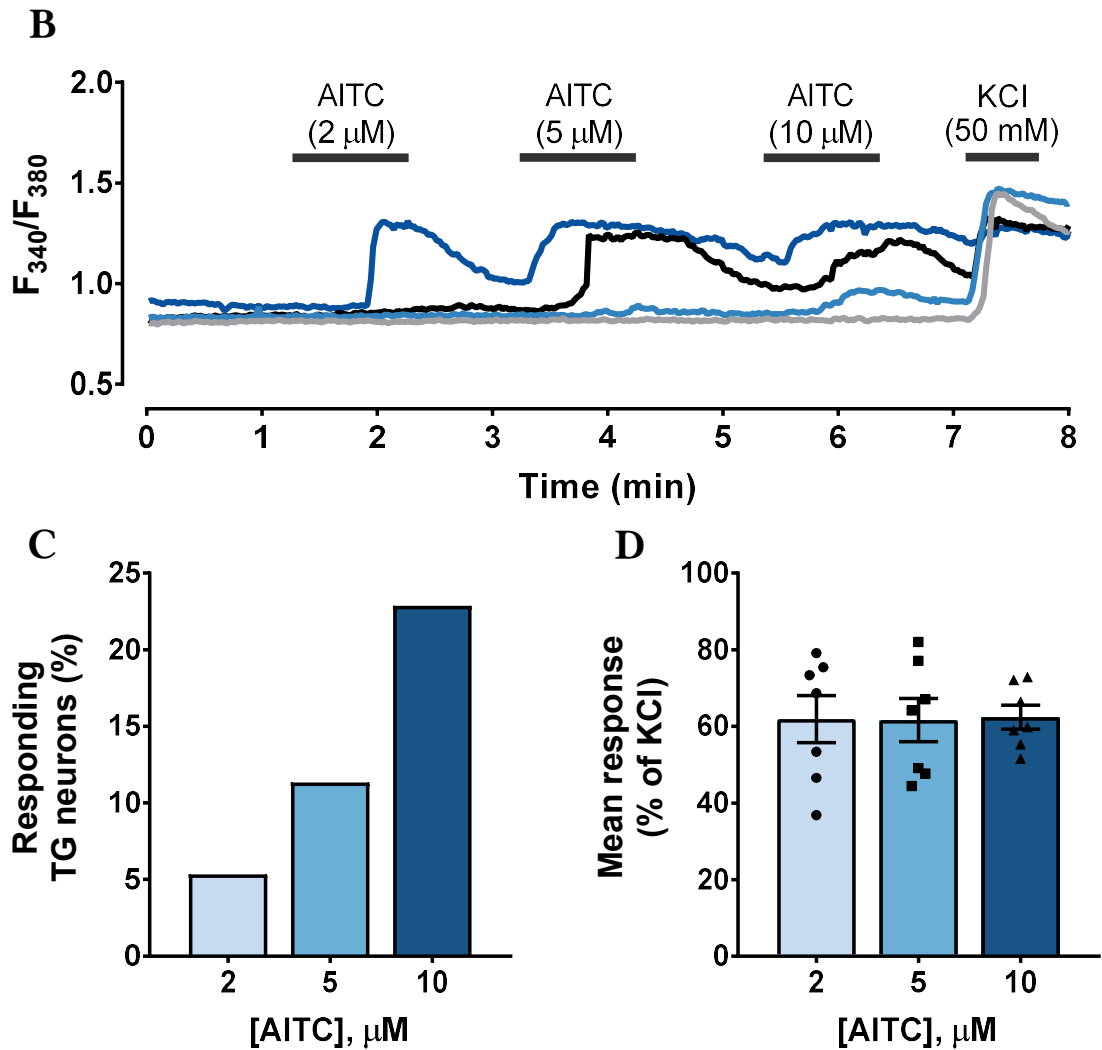 B
2.0
1.5
1.0
0.5
F340/F380
AITC
(2 μM)
AITC
(5 μM)
AITC
(10 μM)
KCl
(50 mM)
0 1 2 3 4 5 6 7 8
Time (min)
C
25
20
15
10
5
0
Responding
TG neurons (%)
2 5 10
[AITC], μM
D
100
80
60
40
20
0
Mean response
(% of KCl)
2 5 10
[AITC], μM